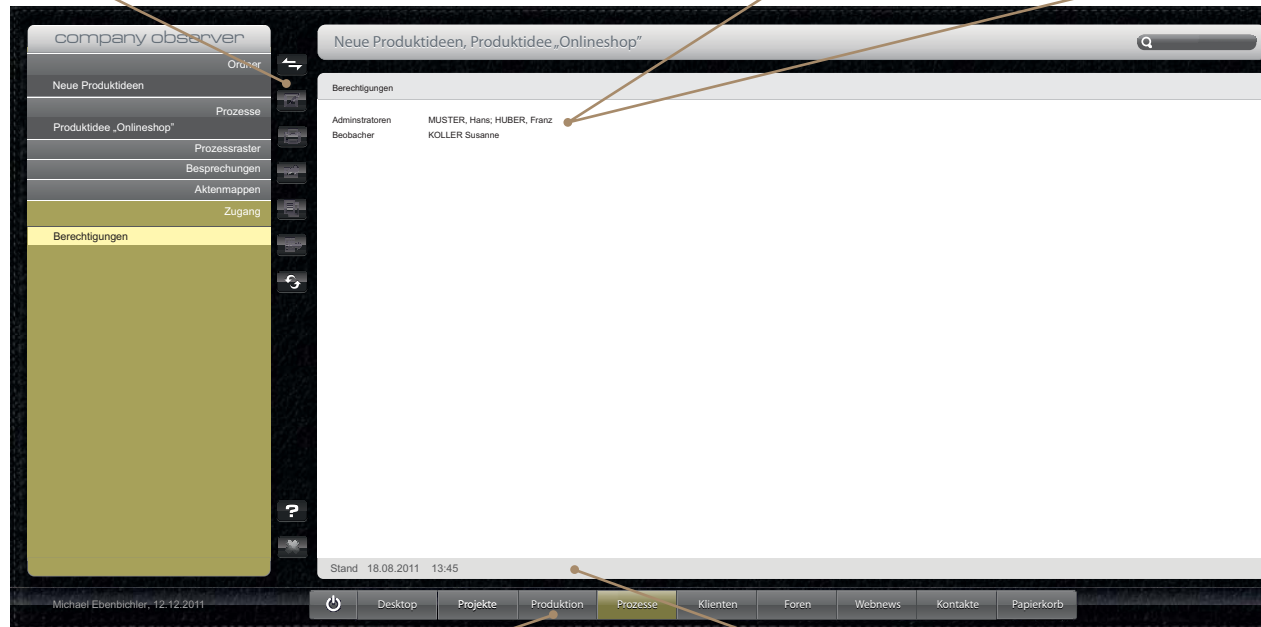 company observer
Ordner
Neue Produktideen
Prozesse
Produktidee „Onlineshop”
Prozessraster
Besprechungen
Aktenmappen
Zugang
Berechtigungen
Neue Produktideen, Produktidee „Onlineshop”
Berechtigungen
Adminstratoren MUSTER, Hans; HUBER, Franz
Beobacher KOLLER Susanne
?
Stand 18.08.2011 13:45
Michael Ebenbichler, 12.12.2011
Desktop Projekte Produktion Prozesse Klienten Foren Webnews Kontakte Papierkorb